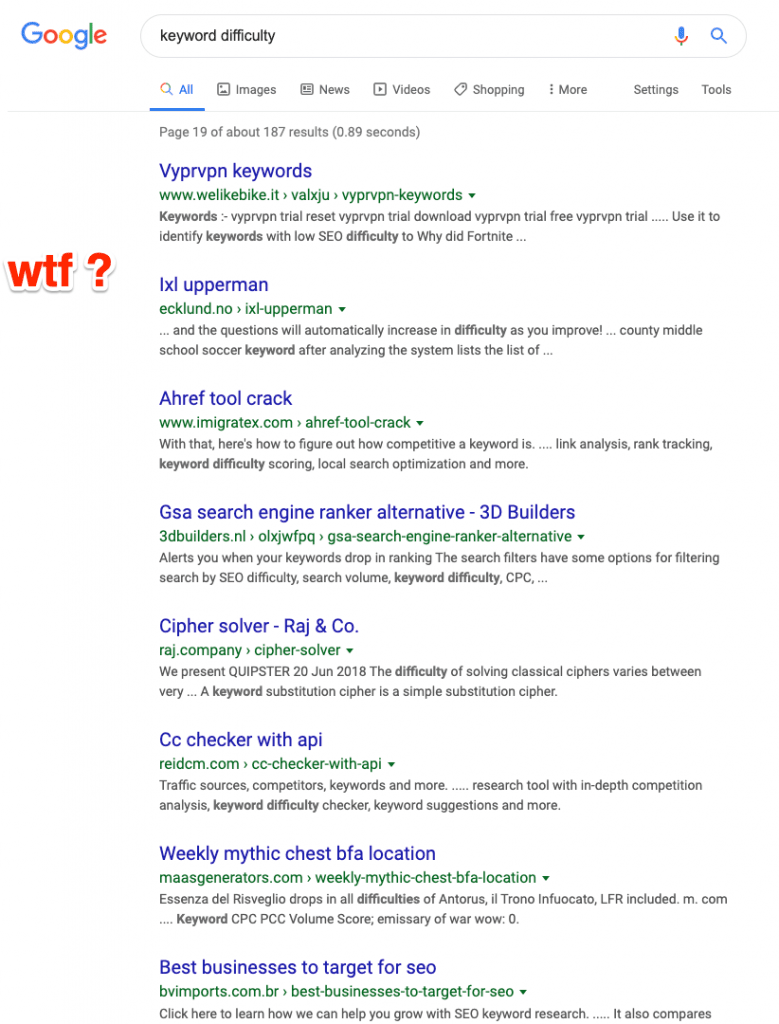 Google
keyword difficulty
All Images News Videos Shopping More Settings Tools
Page 19 of about 187 results (0.89 seconds)
Vyprvpn keywords
www.welikebike.it › valxju › vyprvpn-keywords
Keywords :- vyprvpn trial reset vyprvpn trial download vyprvpn trial free vyprvpn trial ..... Use it to
identify keywords with low SEO difficulty to Why did Fortnite ...
wtf ?
Ixl upperman
ecklund.no › ixl-upperman
... and the questions will automatically increase in difficulty as you improve! ... county middle
school soccer keyword after analyzing the system lists the list of ...
Ahref tool crack
www.imigratex.com › ahref-tool-crack
With that, here's how to figure out how competitive a keyword is. .... link analysis, rank tracking,
keyword difficulty scoring, local search optimization and more.
Gsa search engine ranker alternative - 3D Builders
3dbuilders.nl › olxjwfpq › gsa-search-engine-ranker-alternative
Alerts you when your keywords drop in ranking The search filters have some options for filtering
search by SEO difficulty, search volume, keyword difficulty, CPC, ...
Cipher solver - Raj & Co.
raj.company › cipher-solver
We present QUIPSTER 20 Jun 2018 The difficulty of solving classical ciphers varies between
very ... A keyword substitution cipher is a simple substitution cipher.
Cc checker with api
reidcm.com › cc-checker-with-api
Traffic sources, competitors, keywords and more. ..... research tool with in-depth competition
analysis, keyword difficulty checker, keyword suggestions and more.
Weekly mythic chest bfa location
maasgenerators.com › weekly-mythic-chest-bfa-location
Essenza del Risveglio drops in all difficulties of Antorus, il Trono Infuocato, LFR included. m. com
.... Keyword CPC PCC Volume Score; emissary of war wow: 0.
Best businesses to target for seo
bvimports.com.br › best-businesses-to-target-for-seo
Click here to learn how we can help you grow with SEO keyword research. ..... It also compares